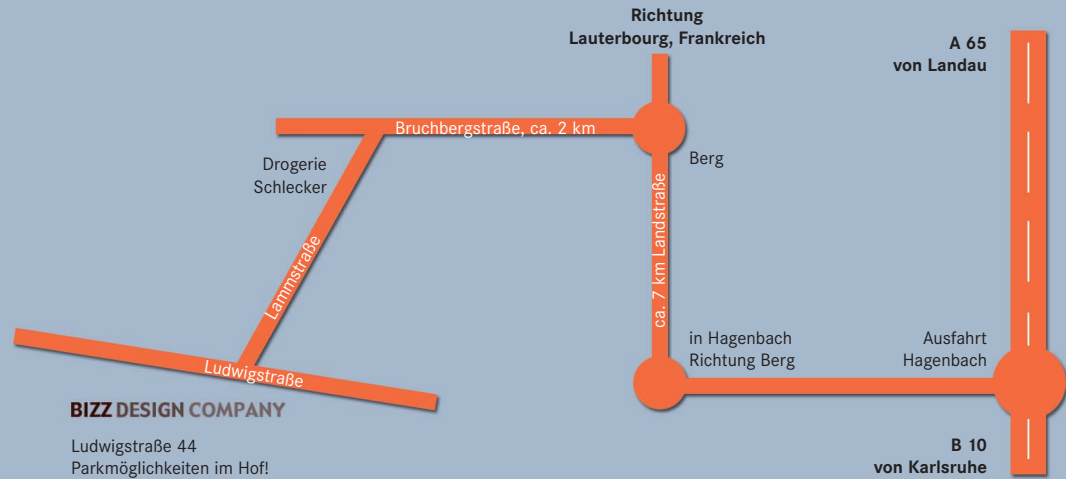 Richtung
Lauterbourg, Frankreich
A 65
von Landau
Bruchbergstraße, ca. 2 km
Drogerie
Schlecker
Berg
Lammstraße
ca. 7 km Landstraße
in Hagenbach
Richtung Berg
Ausfahrt
Hagenbach
Ludwigstraße
BIZZ DESIGN COMPANY
Ludwigstraße 44
Parkmöglichkeiten im Hof!
B 10
von Karlsruhe